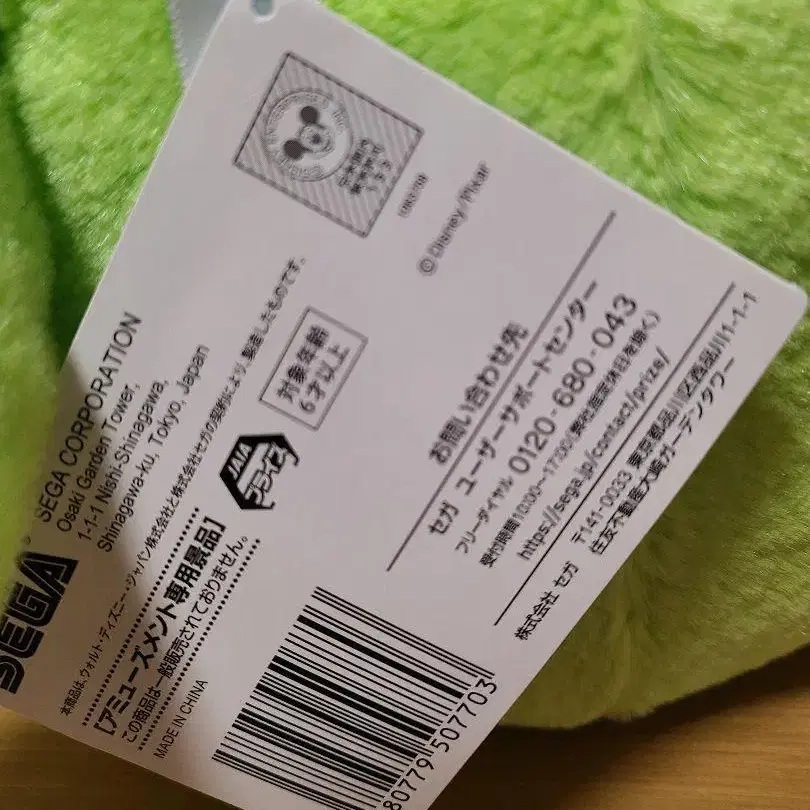 SEGA
SEGA CORPORATION
Osaki Garden Tower,
1-1-1 Nishi-Shinagawa,
Shinagawa-ku, Tokyo, Japan
本商品は、ウォルト・ディズニー・ジャパン株式会社と株式会社セガの契約により、製造したものです。
【アミューズメント専用景品】
この商品は一般販売されておりません。
MADE IN CHINA
JAIA
プライズ
対象年齢
6才以上
©Disney/Pixar
お問い合わせ先
セガ ユーザーサポートセンター
フリーダイヤル 0120-680-043
受付時間 10:00~17:00(弊社指定休日を除く)
https://sega.jp/contact/prize/
株式会社 セガ 〒141-0033 東京都品川区西品川1-1-1
住友不動産大崎ガーデンタワー
80779 507703